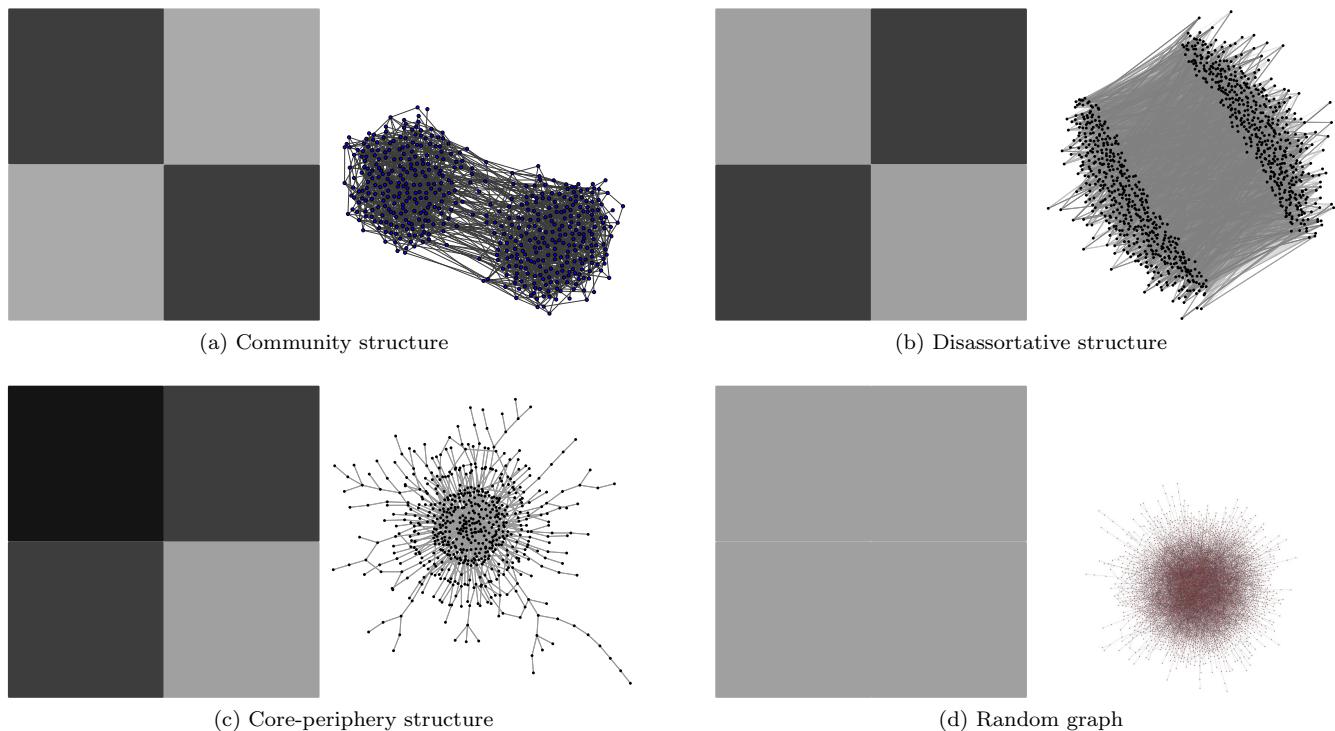 (a) Community structure
(b) Disassortative structure
(c) Core-periphery structure
(d) Random graph